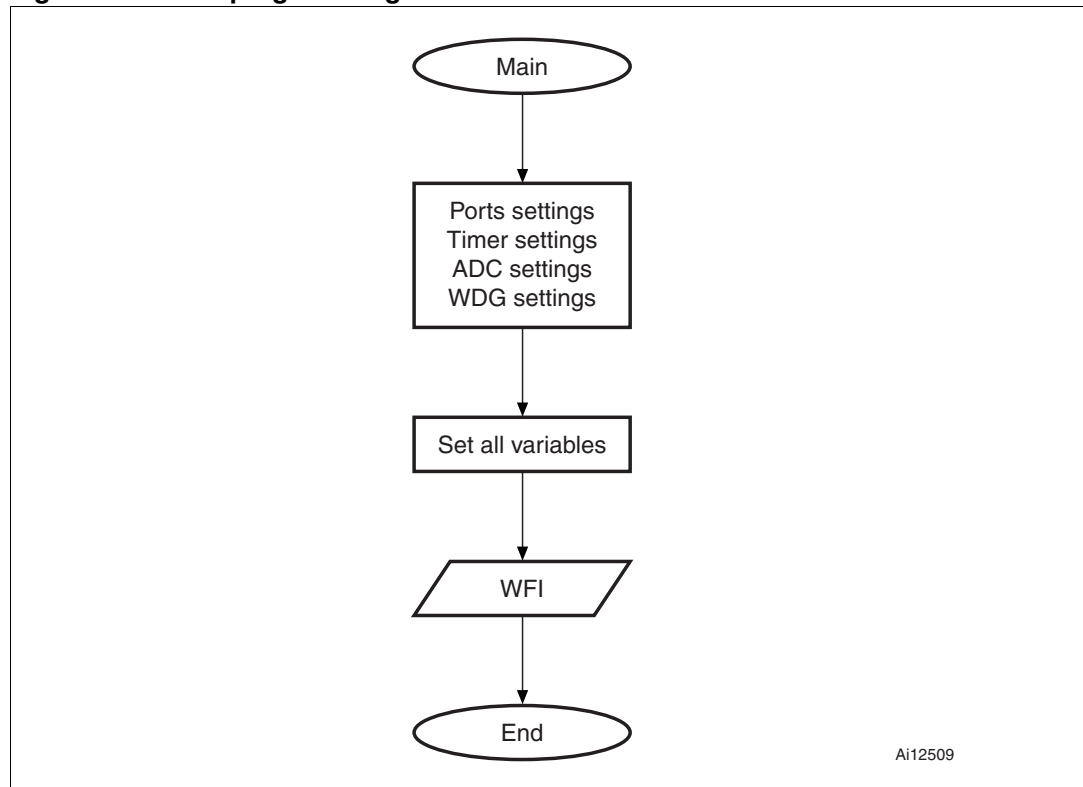 Main
Ports settings
Timer settings
ADC settings
WDG settings
Set all variables
WFI
End
Ai12509